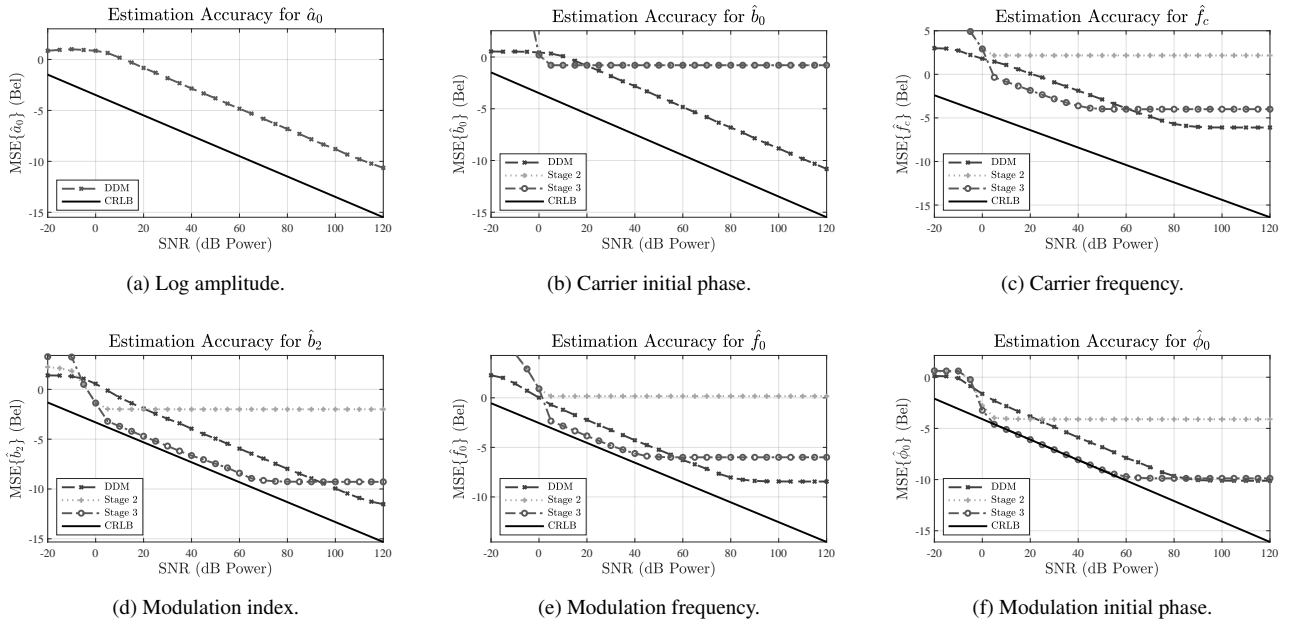 Estimation Accuracy for â₀
MSE{â₀} (Bel)
0
-5
-10
-15
DDM
CRLB
-20 0 20 40 60 80 100 120
SNR (dB Power)
(a) Log amplitude.
Estimation Accuracy for b̂₀
MSE{b̂₀} (Bel)
0
-5
-10
-15
DDM
Stage 2
Stage 3
CRLB
-20 0 20 40 60 80 100 120
SNR (dB Power)
(b) Carrier initial phase.
Estimation Accuracy for f̂_c
MSE{f̂_c} (Bel)
5
0
-5
-10
-15
DDM
Stage 2
Stage 3
CRLB
-20 0 20 40 60 80 100 120
SNR (dB Power)
(c) Carrier frequency.
Estimation Accuracy for b̂₂
MSE{b̂₂} (Bel)
0
-5
-10
-15
DDM
Stage 2
Stage 3
CRLB
-20 0 20 40 60 80 100 120
SNR (dB Power)
(d) Modulation index.
Estimation Accuracy for f̂₀
MSE{f̂₀} (Bel)
0
-5
-10
DDM
Stage 2
Stage 3
CRLB
-20 0 20 40 60 80 100 120
SNR (dB Power)
(e) Modulation frequency.
Estimation Accuracy for ϕ̂₀
MSE{ϕ̂₀} (Bel)
0
-5
-10
-15
DDM
Stage 2
Stage 3
CRLB
-20 0 20 40 60 80 100 120
SNR (dB Power)
(f) Modulation initial phase.